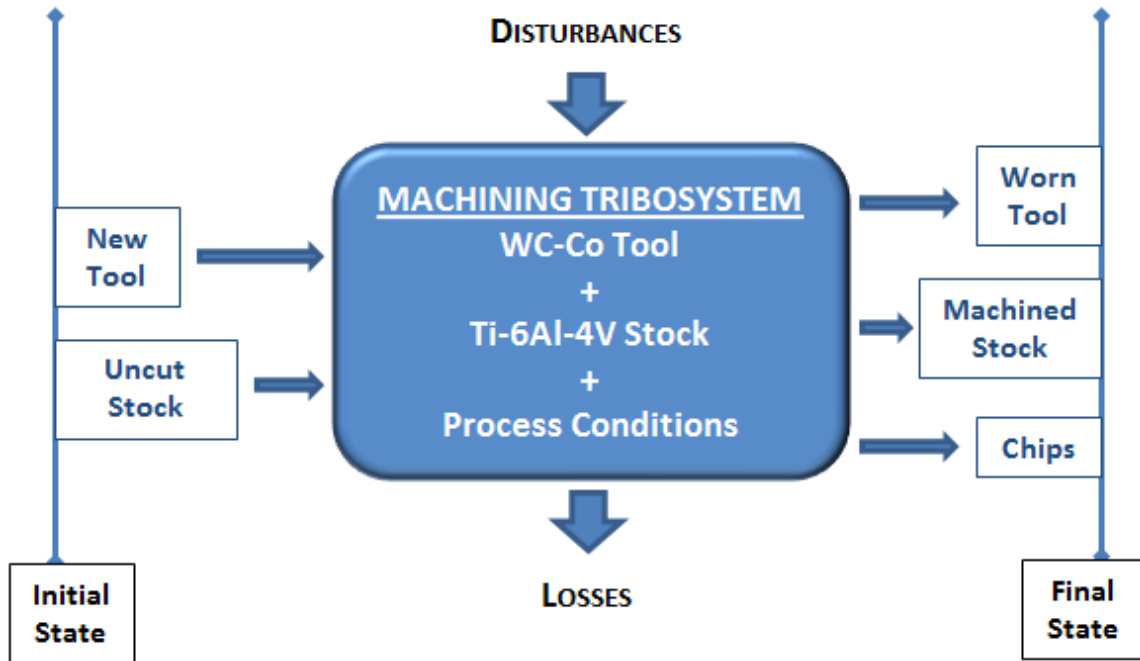 DISTURBANCES
MACHINING TRIBOSYSTEM
WC-Co Tool
+
Ti-6Al-4V Stock
+
Process Conditions
New
Tool
Uncut
Stock
Worn
Tool
Machined
Stock
Chips
LOSSES
Initial
State
Final
State